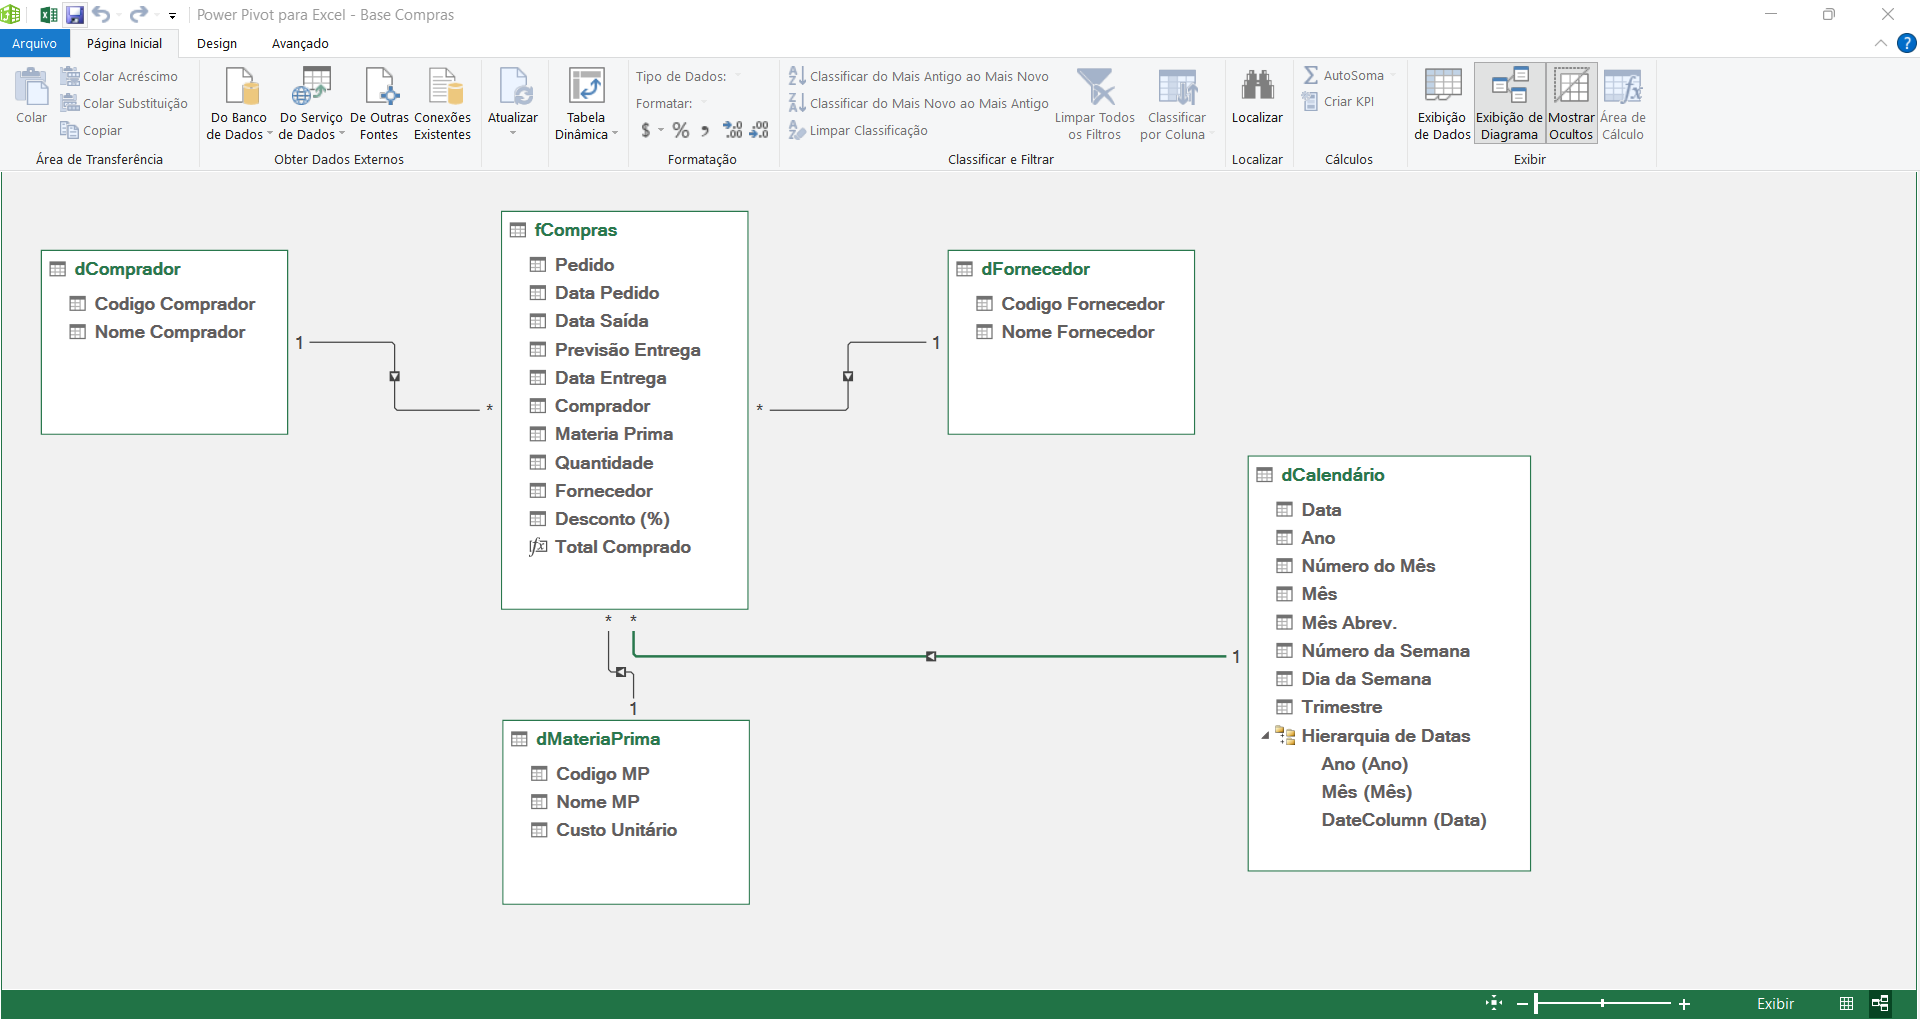 Power Pivot para Excel - Base Compras
Arquivo
Página Inicial
Design
Avançado
?
Colar
Colar Acréscimo
Colar Substituição
Copiar
Área de Transferência
Do Banco
de Dados
Do Serviço
de Dados
De Outras
Fontes
Conexões
Existentes
Obter Dados Externos
Atualizar
Tabela
Dinâmica
Tipo de Dados:
Formatar:
$ % ,
Formatação
Classificar do Mais Antigo ao Mais Novo
Classificar do Mais Novo ao Mais Antigo
Limpar Classificação
Limpar Todos
os Filtros
Classificar
por Coluna
Classificar e Filtrar
Localizar
Localizar
AutoSoma
Criar KPI
Cálculos
Exibição
de Dados
Exibição de
Diagrama
Mostrar
Ocultos
Área de
Cálculo
Exibir
dComprador
Codigo Comprador
Nome Comprador
1
*
fCompras
Pedido
Data Pedido
Data Saída
Previsão Entrega
Data Entrega
Comprador
Materia Prima
Quantidade
Fornecedor
Desconto (%)
Total Comprado
* *
*
1
dFornecedor
Codigo Fornecedor
Nome Fornecedor
1
dCalendário
Data
Ano
Número do Mês
Mês
Mês Abrev.
Número da Semana
Dia da Semana
Trimestre
Hierarquia de Datas
Ano (Ano)
Mês (Mês)
DateColumn (Data)
1
dMateriaPrima
Codigo MP
Nome MP
Custo Unitário
Exibir